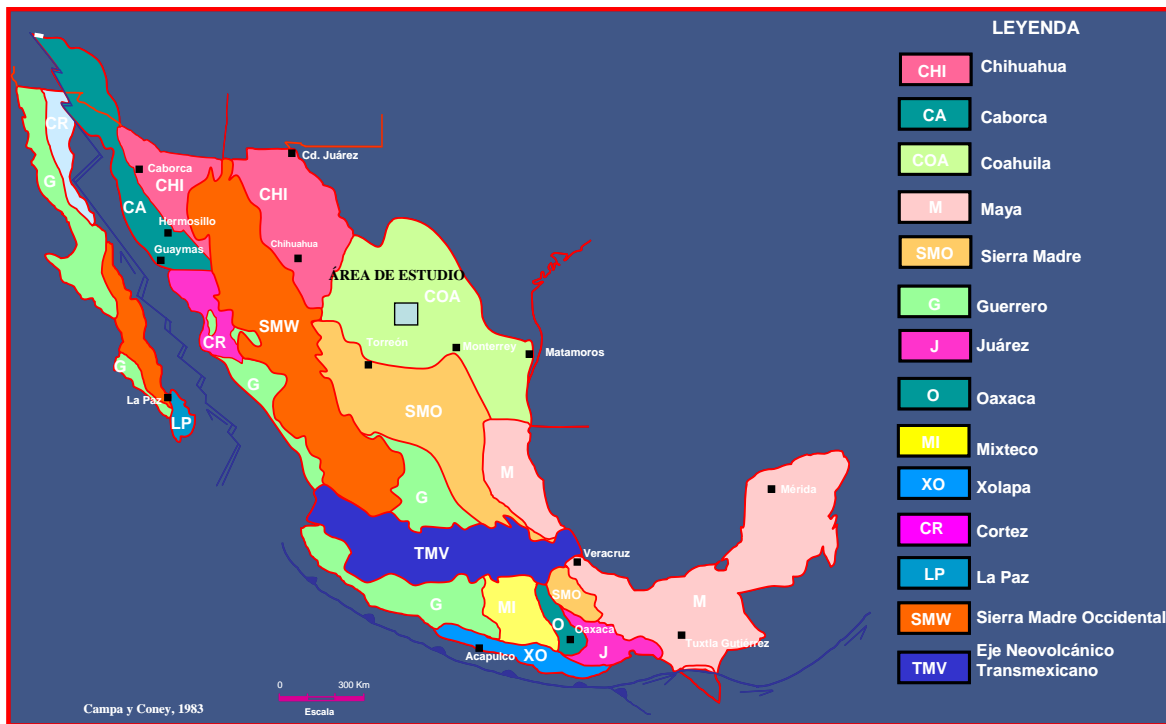 LEYENDA
CHI Chihuahua
CA Caborca
COA Coahuila
M Maya
SMO Sierra Madre
G Guerrero
J Juárez
O Oaxaca
MI Mixteco
XO Xolapa
CR Cortez
LP La Paz
SMW Sierra Madre Occidental
TMV Eje Neovolcánico
Transmexicano
CR
Cd. Juárez
Caborca
G
CHI
CHI
CA
Hermosillo
Guaymas
Chihuahua
ÁREA DE ESTUDIO
COA
SMW
CR
Torreón
Monterrey
Matamoros
G
G
La Paz
LP
SMO
M
G
Mérida
TMV
Veracruz
SMO
M
G
MI
O
Oaxaca
J
Tuxtla Gutiérrez
Acapulco
XO
0 300 Km
Escala
Campa y Coney, 1983